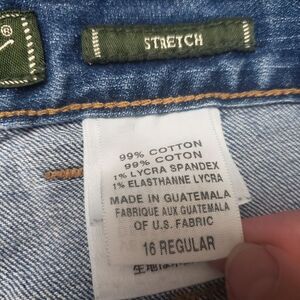 ®
STRETCH
99% COTTON
99% COTON
1% LYCRA SPANDEX
1% ELASTHANNE LYCRA
MADE IN GUATEMALA
FABRIQUE AUX GUATEMALA
OF U.S. FABRIC
16 REGULAR